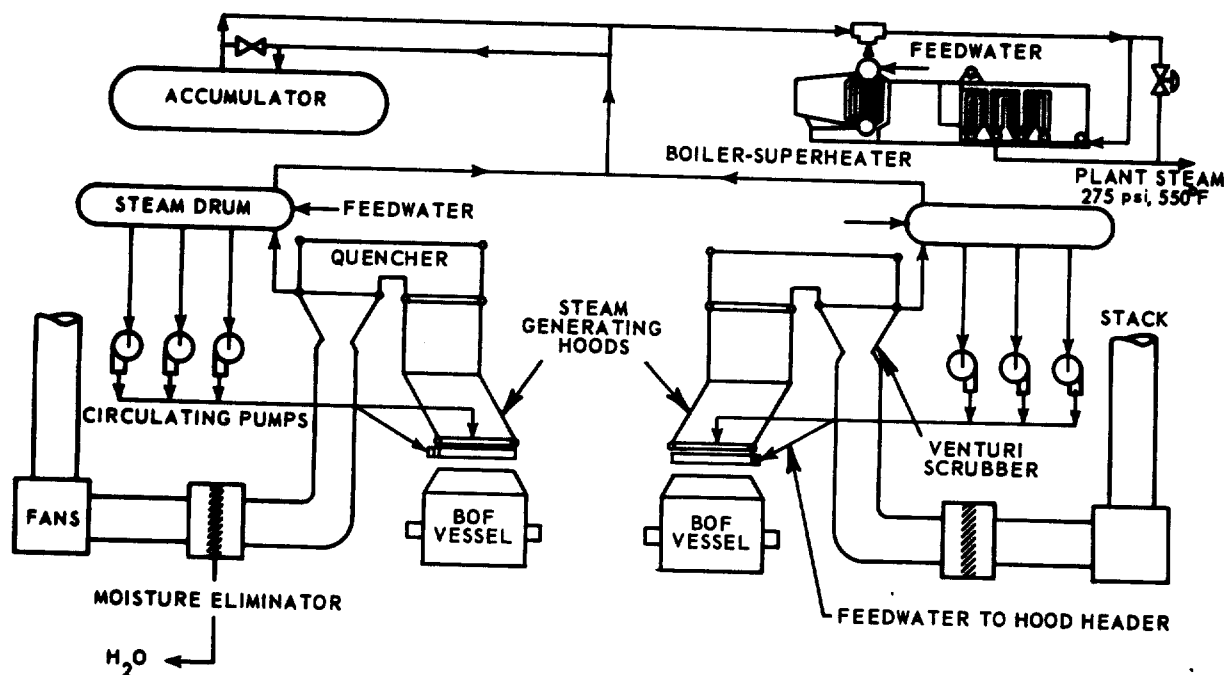 FEEDWATER
ACCUMULATOR
BOILER-SUPERHEATER
PLANT STEAM
275 psi, 550°F
STEAM DRUM
FEEDWATER
QUENCHER
STEAM
GENERATING
HOODS
STACK
CIRCULATING PUMPS
VENTURI
SCRUBBER
FANS
BOF
VESSEL
BOF
VESSEL
MOISTURE ELIMINATOR
FEEDWATER TO HOOD HEADER
H₂O